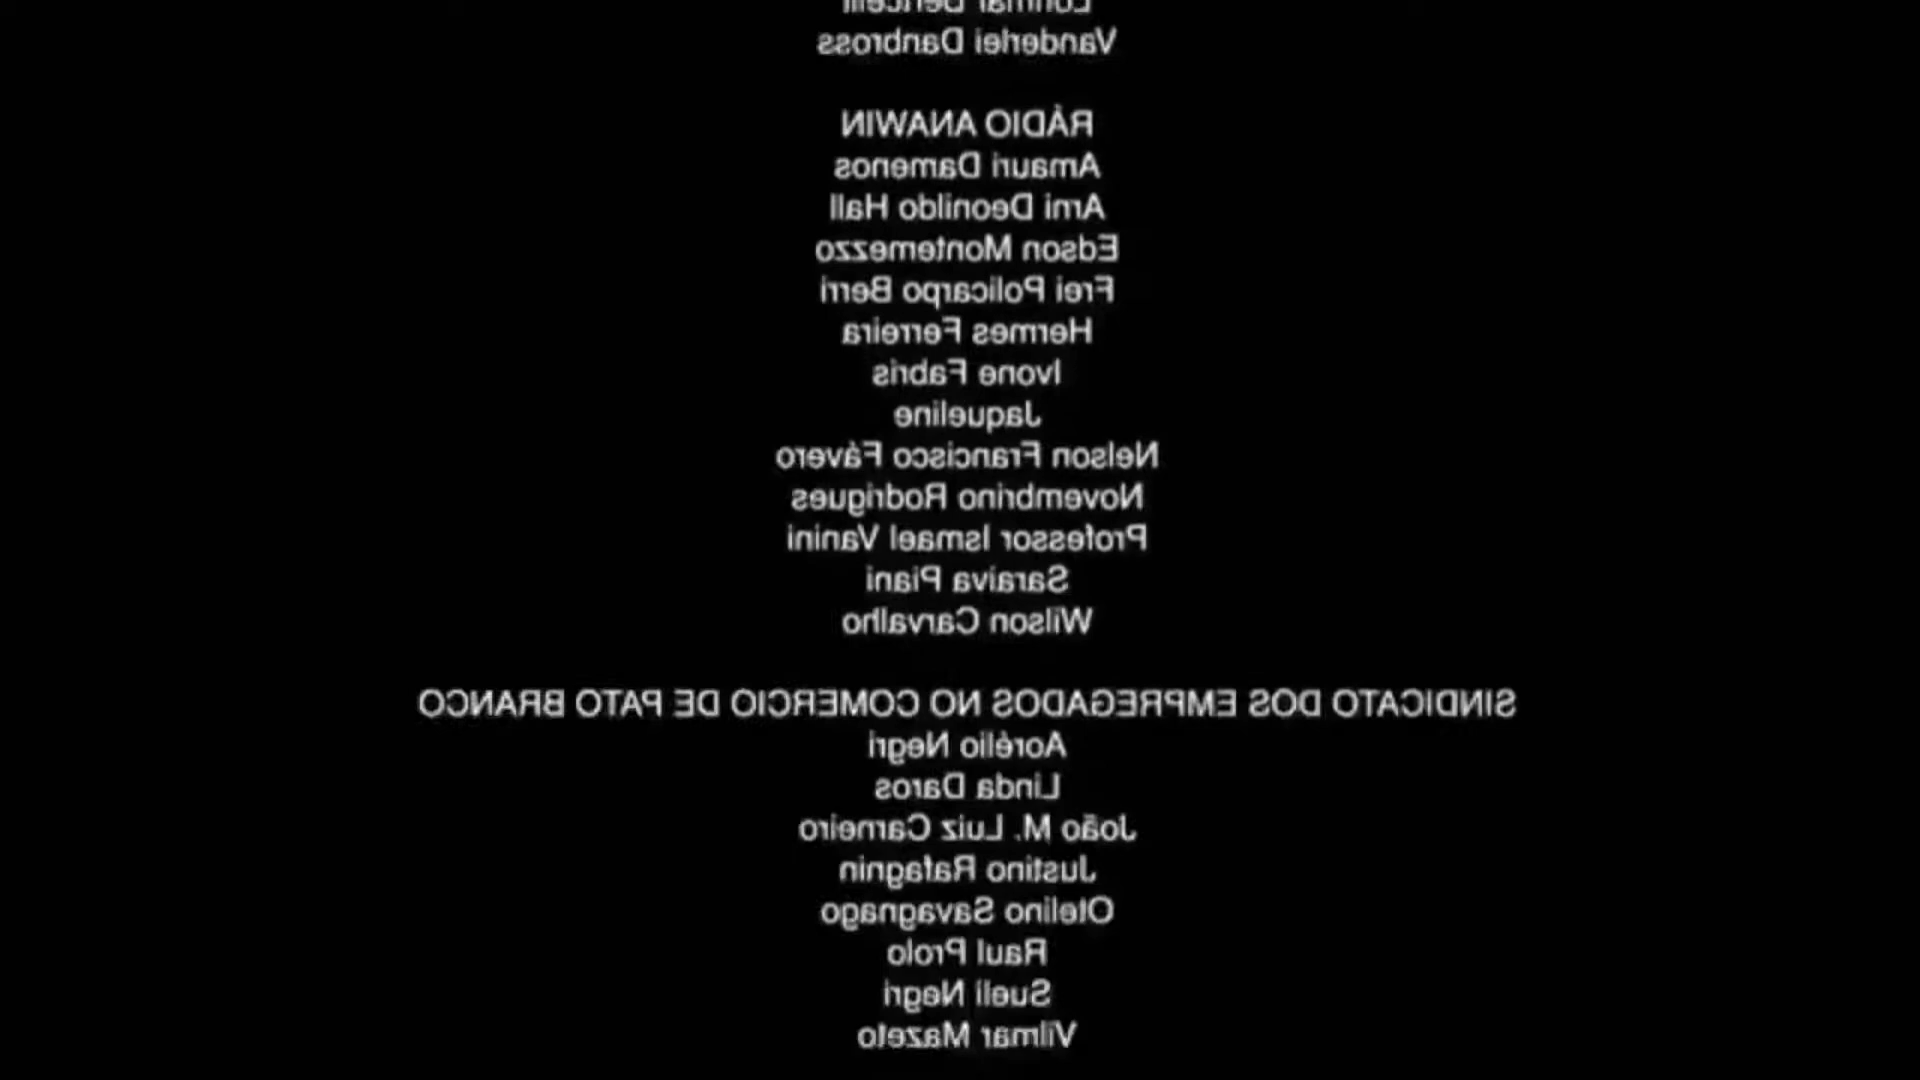 Vanderlei Danbross
RÁDIO ANAWIN
Amauri Damenos
Arni Deonildo Hall
Edson Montemezzo
Frei Policarpo Berri
Hermes Ferreira
Ivone Fabris
Jaqueline
Nelson Francisco Fávero
Novembrino Rodrigues
Professor Ismael Vanini
Saraiva Piani
Wilson Carvalho
SINDICATO DOS EMPREGADOS NO COMERCIO DE PATO BRANCO
Aorélio Negri
Linda Daros
João M. Luiz Carneiro
Justino Rafagnin
Otelino Savagnago
Raul Prolo
Sueli Negri
Vilmar Mazeto